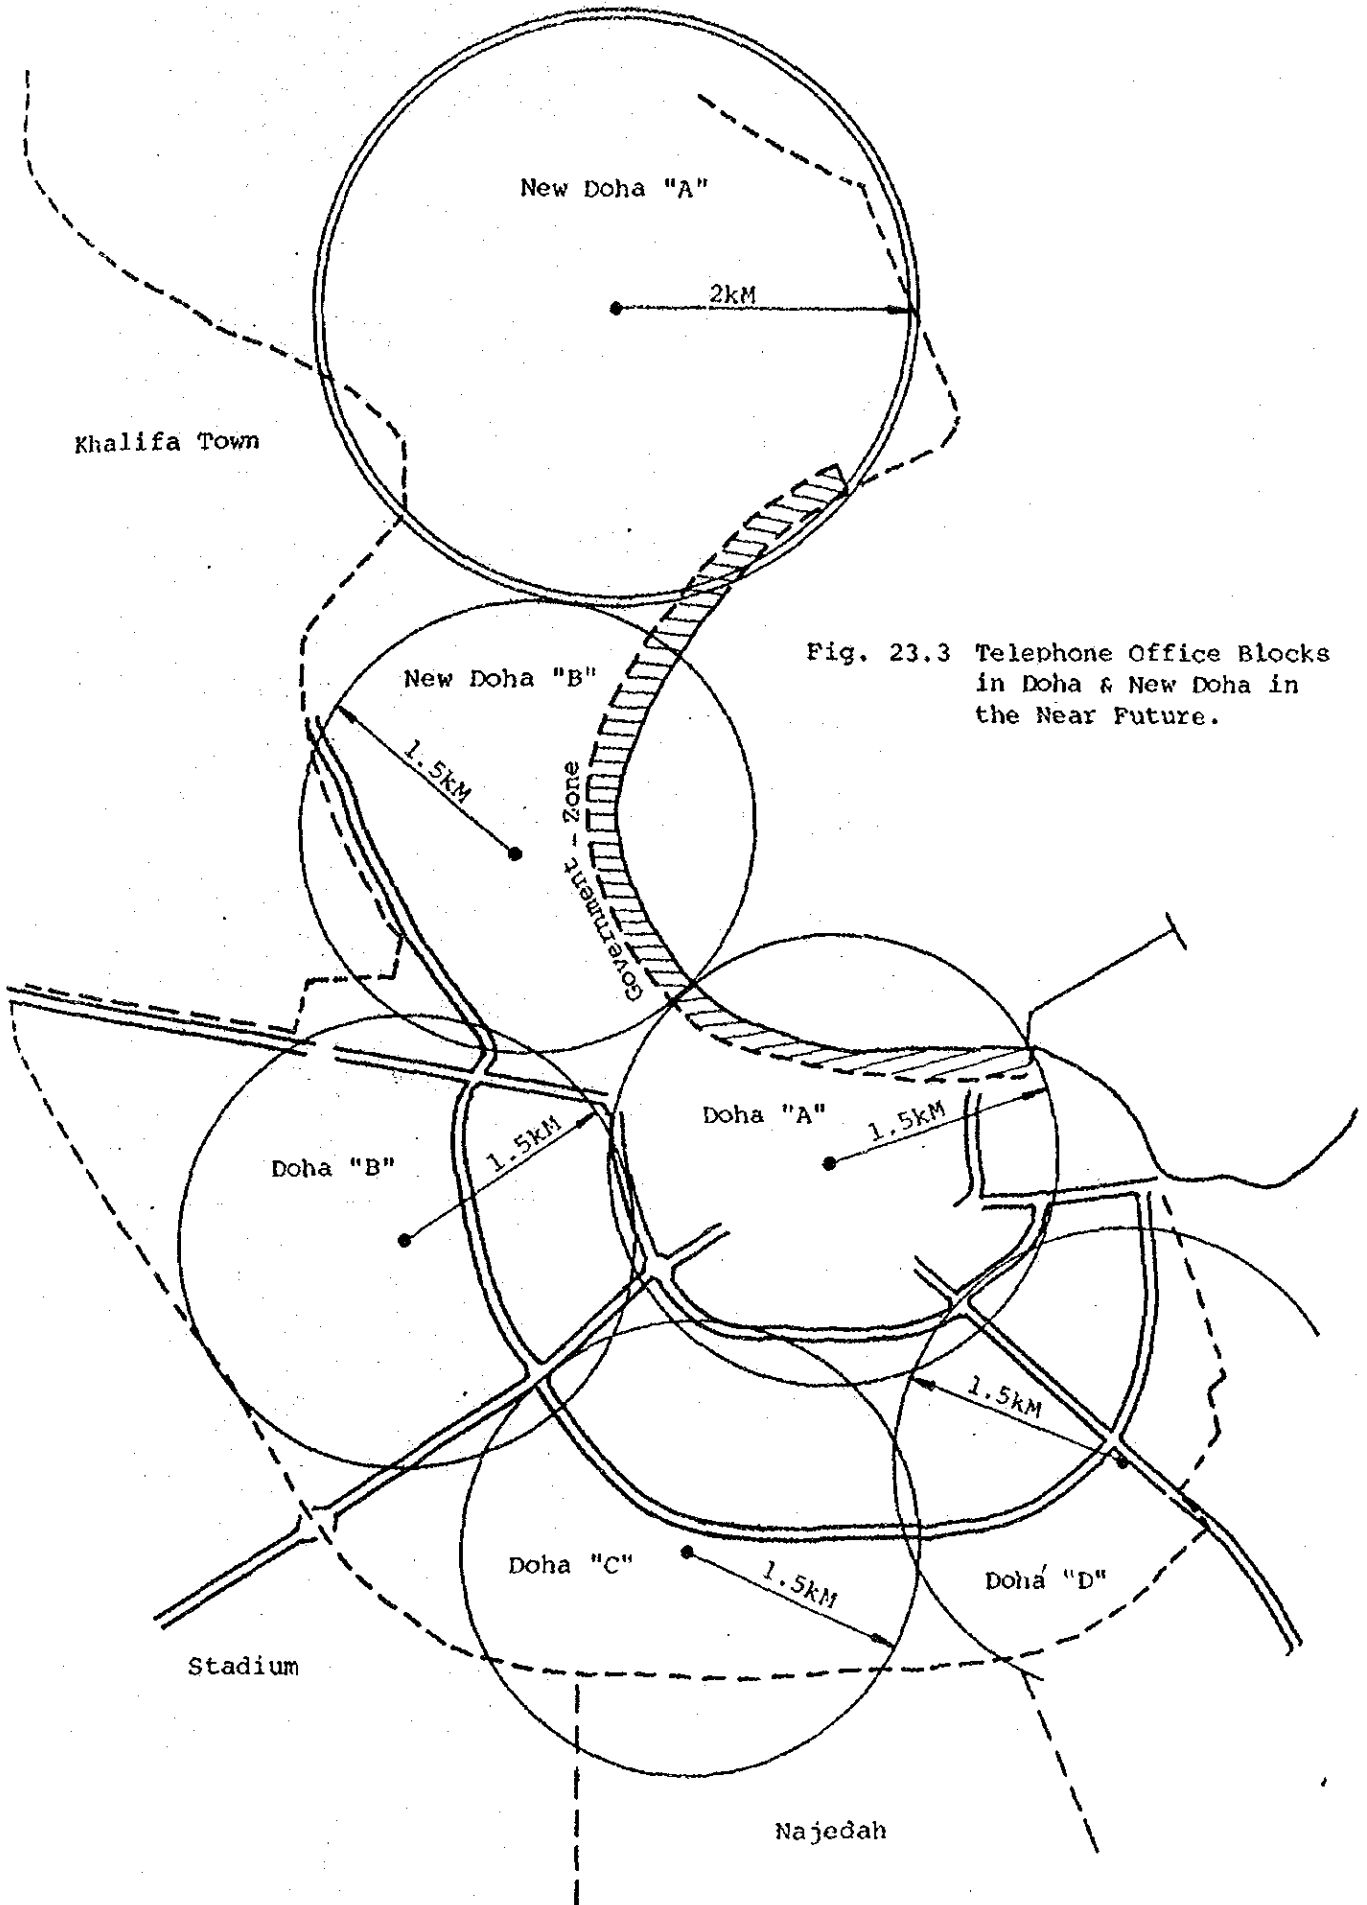 New Doha "A"
2kM
Khalifa Town
Fig. 23.3 Telephone Office Blocks
in Doha & New Doha in
the Near Future.
New Doha "B"
1.5kM
Government - Zone
Doha "A"
1.5kM
Doha "B"
1.5kM
1.5kM
Doha "C"
1.5kM
Doha "D"
Stadium
Najedah